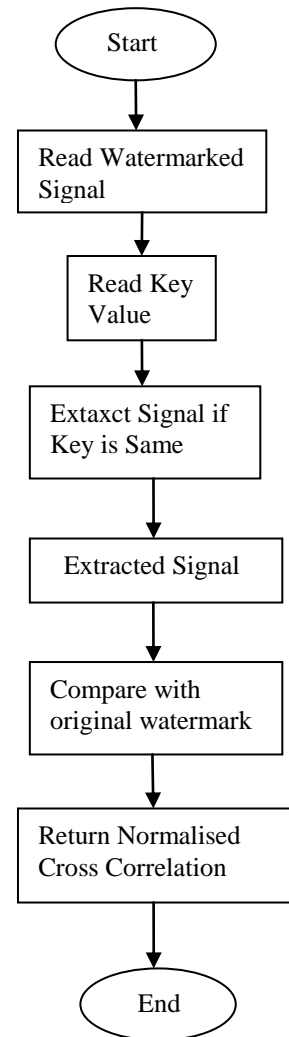 Start
Read Watermarked
Signal
Read Key
Value
Extaxct Signal if
Key is Same
Extracted Signal
Compare with
original watermark
Return Normalised
Cross Correlation
End